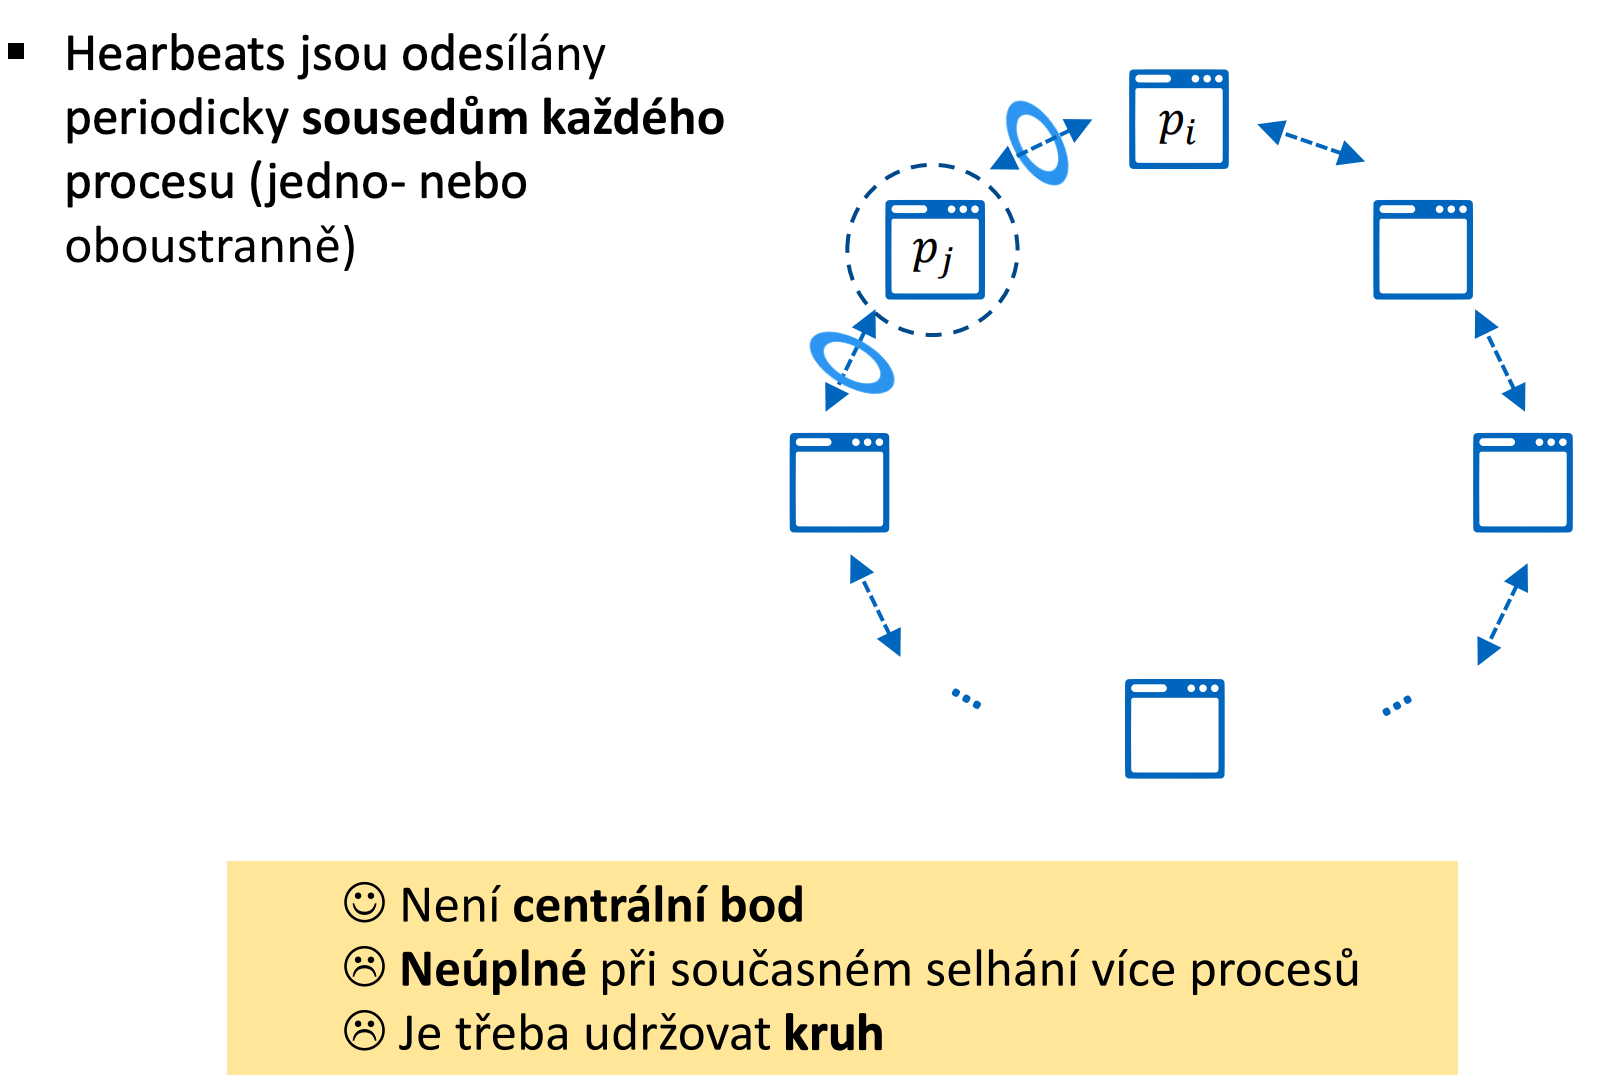 ▪ Hearbeats jsou odesílány
periodicky sousedům každého
procesu (jedno- nebo
oboustranně)
p_i
p_j
...
...
☺ Není centrální bod
☹ Neúplné při současném selhání více procesů
☹ Je třeba udržovat kruh